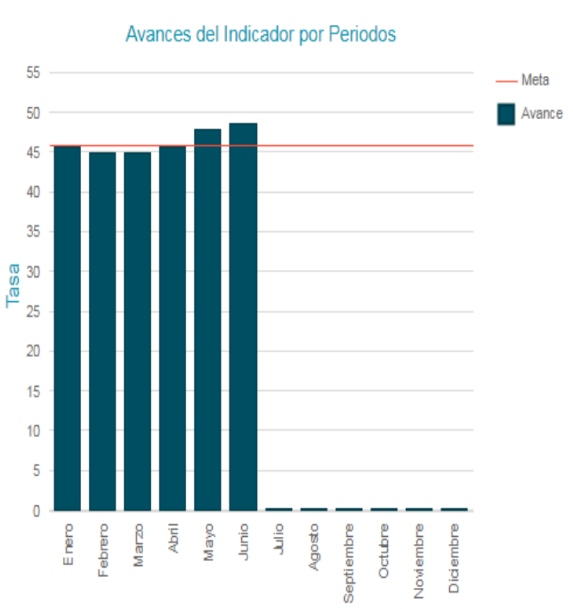 Avances del Indicador por Periodos
55
50
45
40
35
30
25
20
15
10
5
0
Tasa
Enero
Febrero
Marzo
Abril
Mayo
Junio
Julio
Agosto
Septiembre
Octubre
Noviembre
Diciembre
Meta
Avance